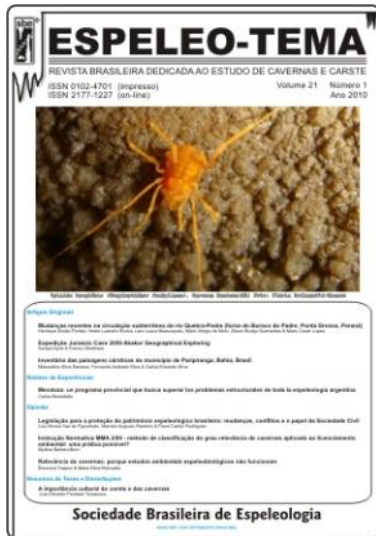 sbe
ESPELEO-TEMA
REVISTA BRASILEIRA DEDICADA AO ESTUDO DE CAVERNAS E CARSTE
ISSN 0102-4701 (impresso)
Volume 21 Número 1
ISSN 2177-1227 (on-line)
Ano 2010
Artigos Originais
Mudanças recentes na circulação subterrânea do rio Quebra-Pedra (furna do Buraco do Padre, Ponta Grossa, Paraná)
Expedição Jurassic Cave 2009 Akakor Geographical Exploring
Inventário das paisagens cársticas do município de Paripiranga, Bahia, Brasil
Relatos de Experiências
Mendoza: un programa provincial que busca superar los problemas estructurales de toda la espeleología argentina
Opinião
Legislação para a proteção do patrimônio espeleológico brasileiro: mudanças, conflitos e o papel da Sociedade Civil
Instrução Normativa MMA 2/09 - método de classificação do grau relevância de cavernas aplicado ao licenciamento
ambiental: uma prática possível?
Relevância de cavernas: porque estudos ambientais espeleobiológicos não funcionam
Resumos de Teses e Dissertações
A importância cultural do carste e das cavernas
Sociedade Brasileira de Espeleologia